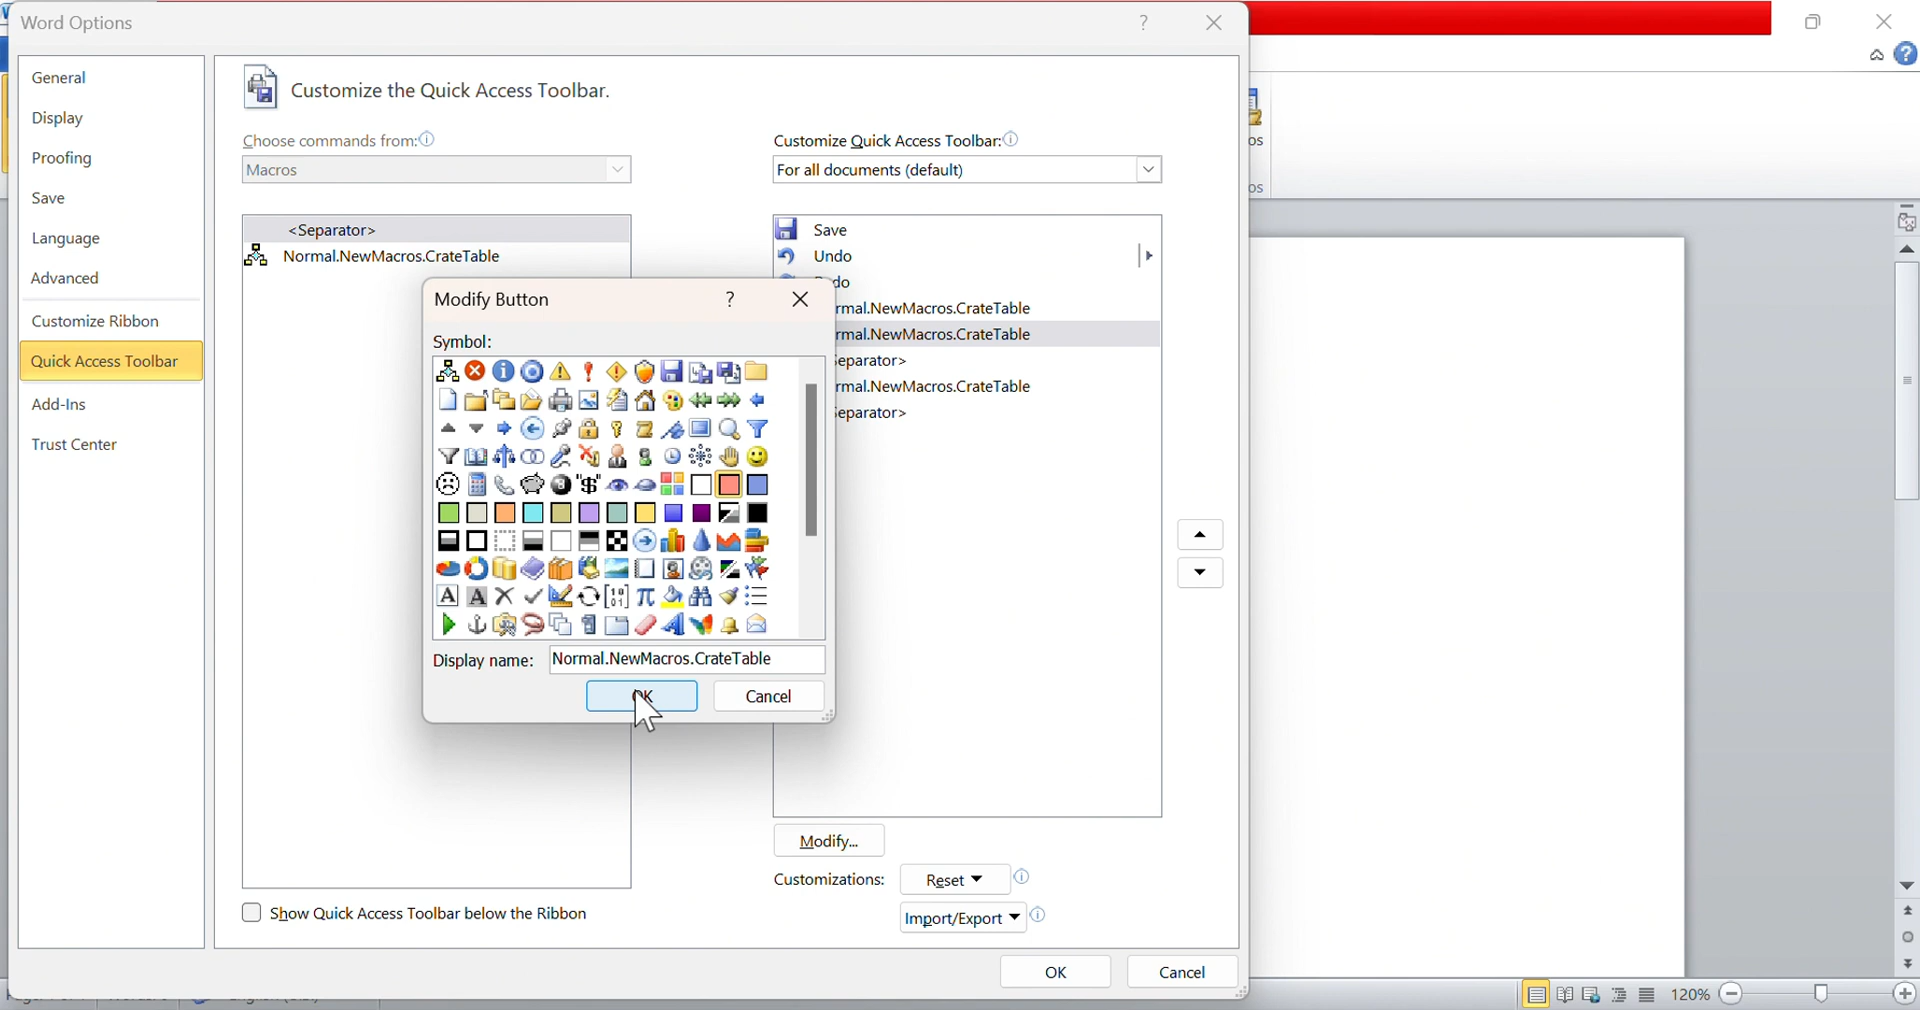 Word Options
General
Display
Proofing
Save
Language
Advanced
Customize Ribbon
Quick Access Toolbar
Add-Ins
Trust Center
Customize the Quick Access Toolbar.
Choose commands from:
Macros
<Separator>
Normal.NewMacros.CrateTable
Customize Quick Access Toolbar:
For all documents (default)
Save
Undo
do
rmal.NewMacros.CrateTable
rmal.NewMacros.CrateTable
eparator>
rmal.NewMacros.CrateTable
eparator>
Modify Button
Symbol:
Display name: Normal.NewMacros.CrateTable
OK Cancel
Modify...
Customizations: Reset
Import/Export
Show Quick Access Toolbar below the Ribbon
OK Cancel
os
os
120%